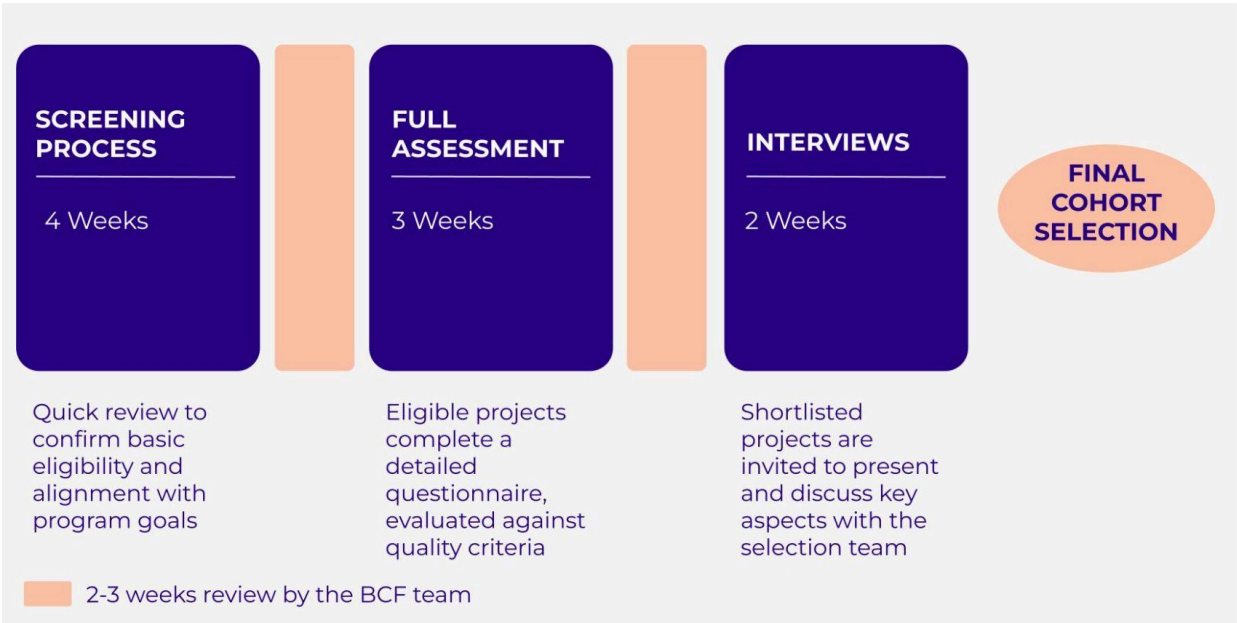 SCREENING
PROCESS
4 Weeks
Quick review to
confirm basic
eligibility and
alignment with
program goals
FULL
ASSESSMENT
3 Weeks
Eligible projects
complete a
detailed
questionnaire,
evaluated against
quality criteria
INTERVIEWS
2 Weeks
Shortlisted
projects are
invited to present
and discuss key
aspects with the
selection team
FINAL
COHORT
SELECTION
2-3 weeks review by the BCF team